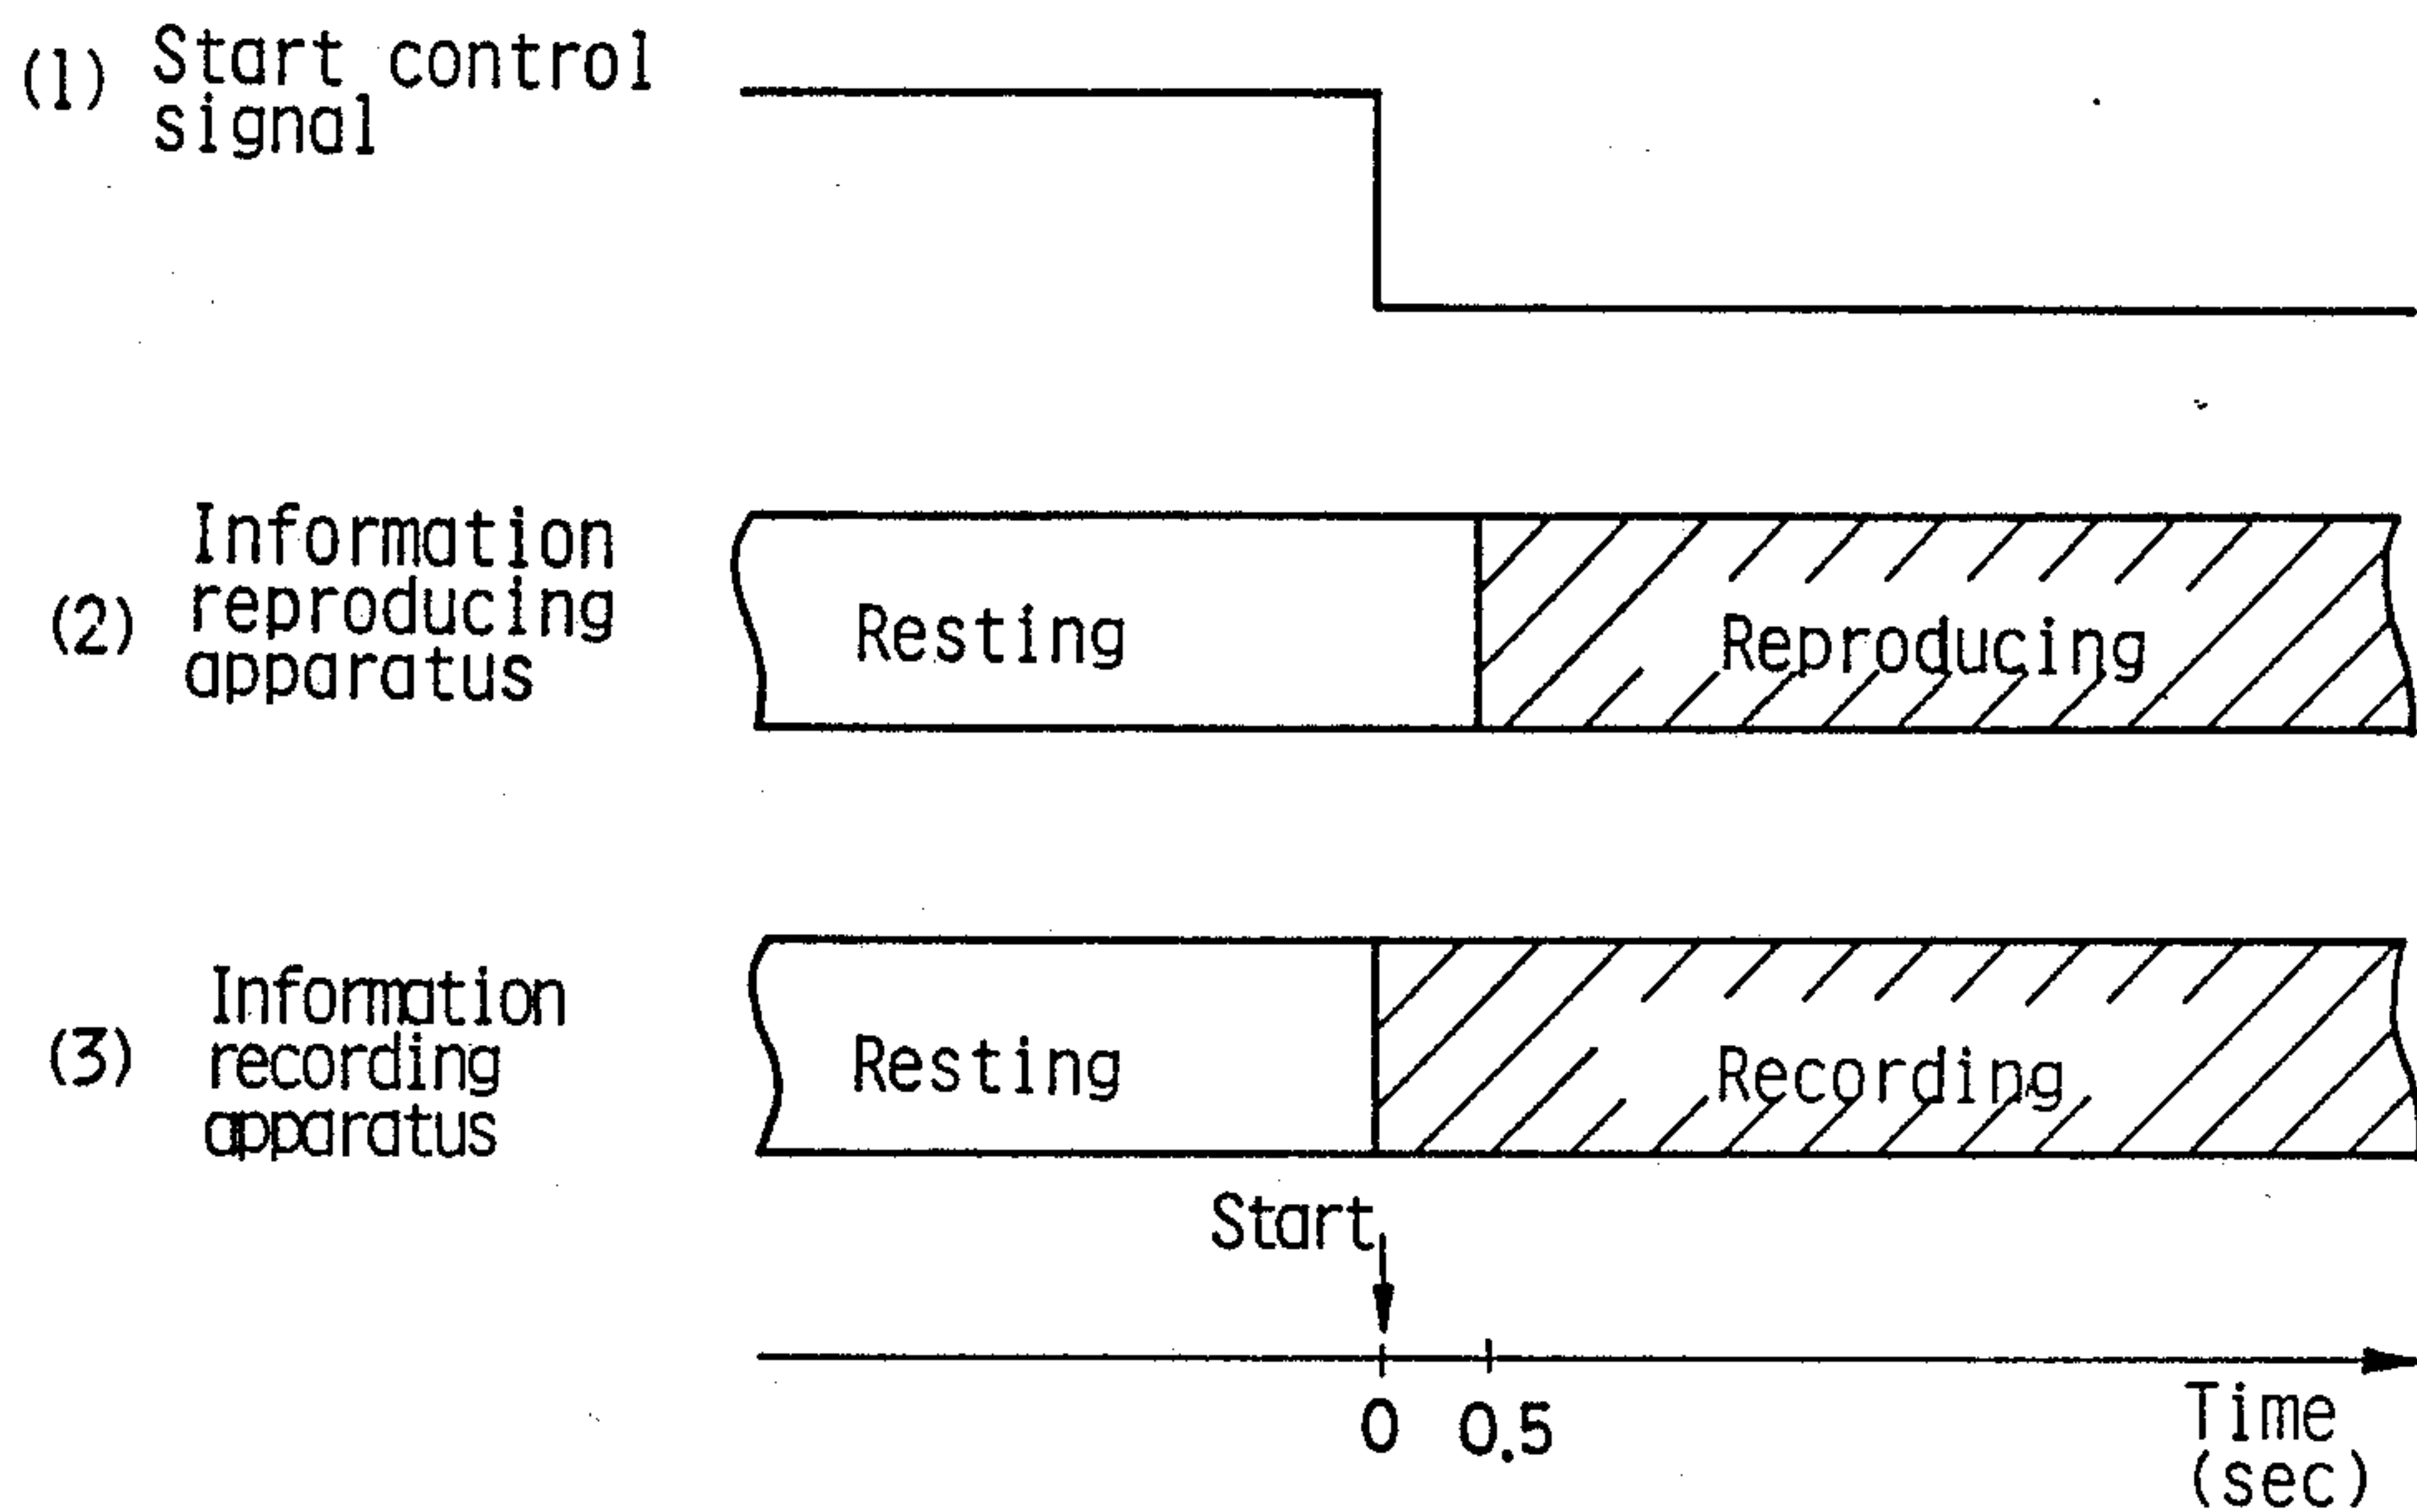 (1) Start control
signal
Information
(2) reproducing
apparatus
Resting
Reproducing
Information
(3) recording
apparatus
Resting
Recording
Start
0 0.5
Time
(sec)